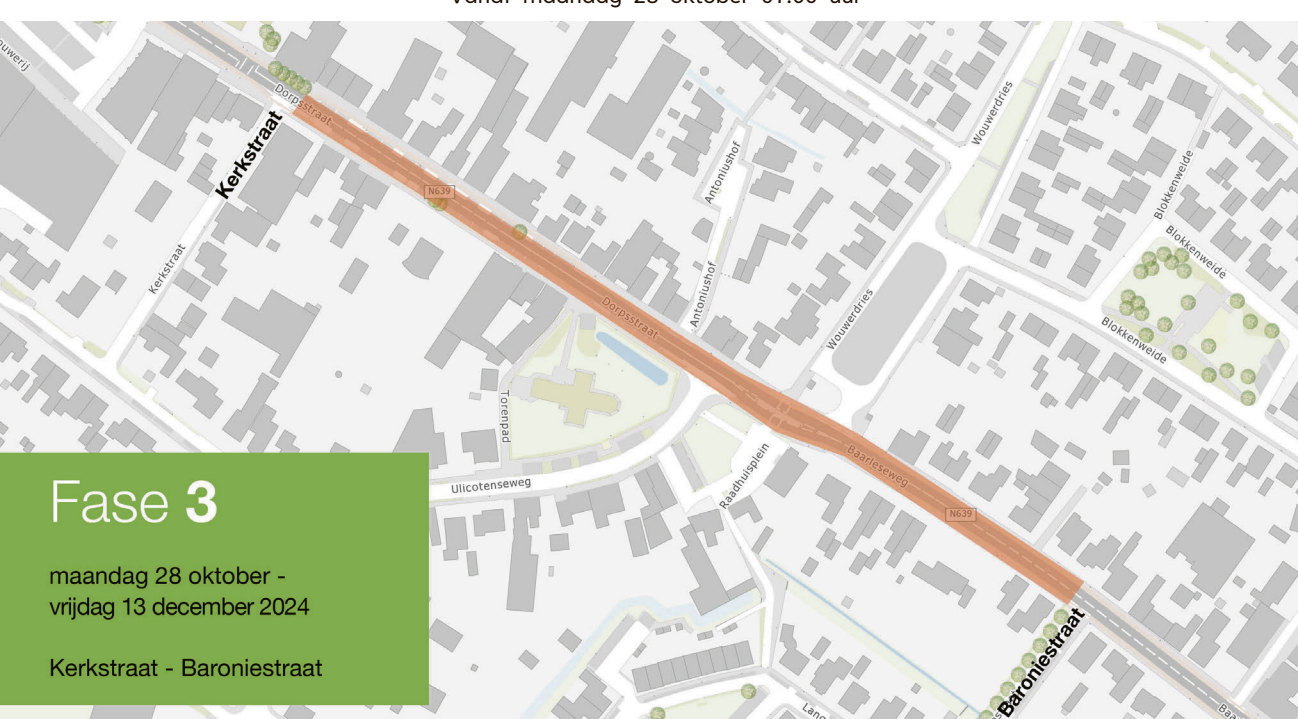 Dorpsstraat
Kerkstraat
N639
Kerkstraat
Antoniushof
Wouwerdries
Blokkenweide
Blokkenweide
Antoniushof
Dorpsstraat
Wouwerdries
Blokkenweide
Torenpad
Raadhuisplein
Baarleseweg
Ulicotenseweg
N639
Fase 3
maandag 28 oktober -
vrijdag 13 december 2024
Kerkstraat - Baroniestraat
Baroniestraat